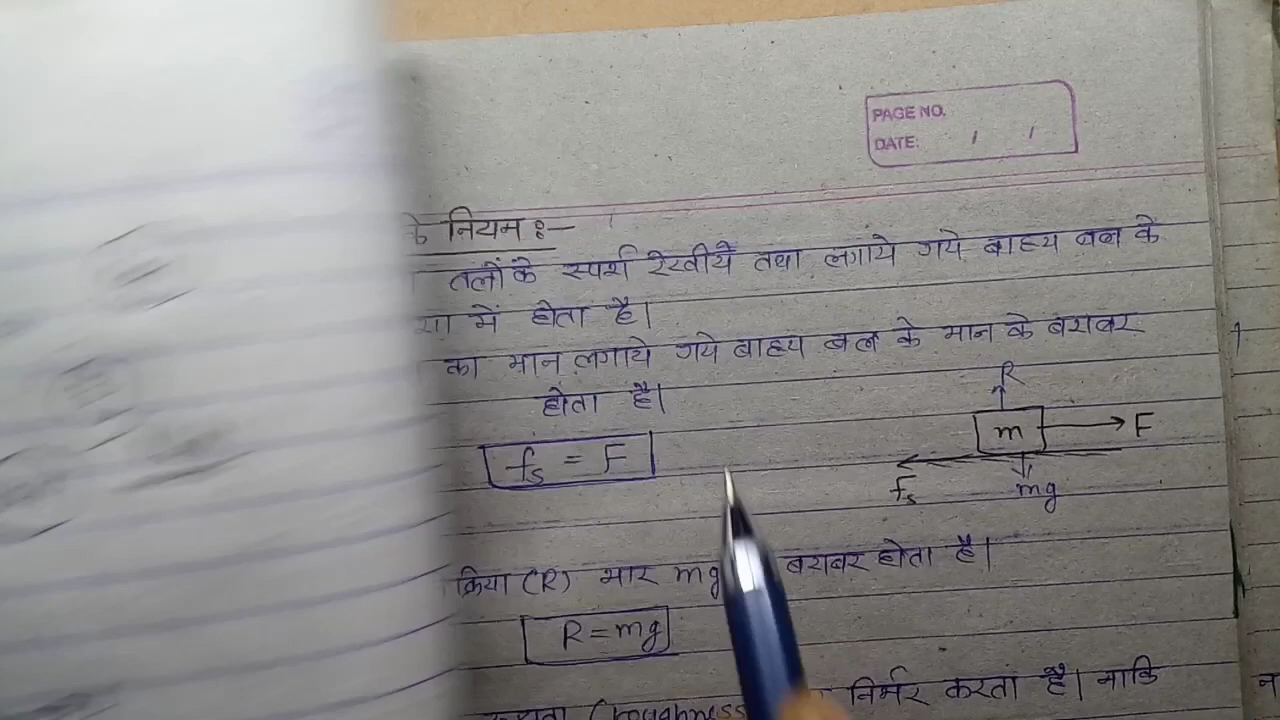 PAGE NO.
DATE: / /
के नियम :-
तलों के स्पर्श रेखीये तथा लगाये गये बाह्य बल के
में होता है।
का मान लगाये गये बाह्य बल के मान के बराबर
होता है।
R
m
F
fs = F
fs
mg
क्रिया (R) भार mg बराबर होता है।
R = mg
(Roughness निर्भर करता है। नाकि